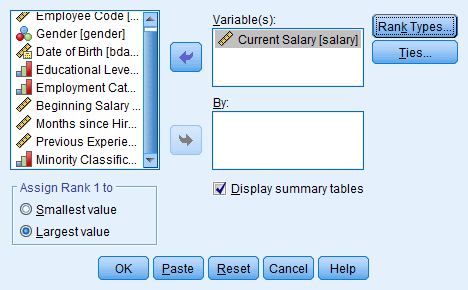 Employee Code [...
Gender [gender]
Date of Birth [bda...
Educational Leve...
Employment Cat...
Beginning Salary ...
Months since Hir...
Previous Experie...
Minority Classific...
Variable(s):
Current Salary [salary]
By:
Display summary tables
Rank Types...
Ties...
Assign Rank 1 to
Smallest value
Largest value
OK Paste Reset Cancel Help